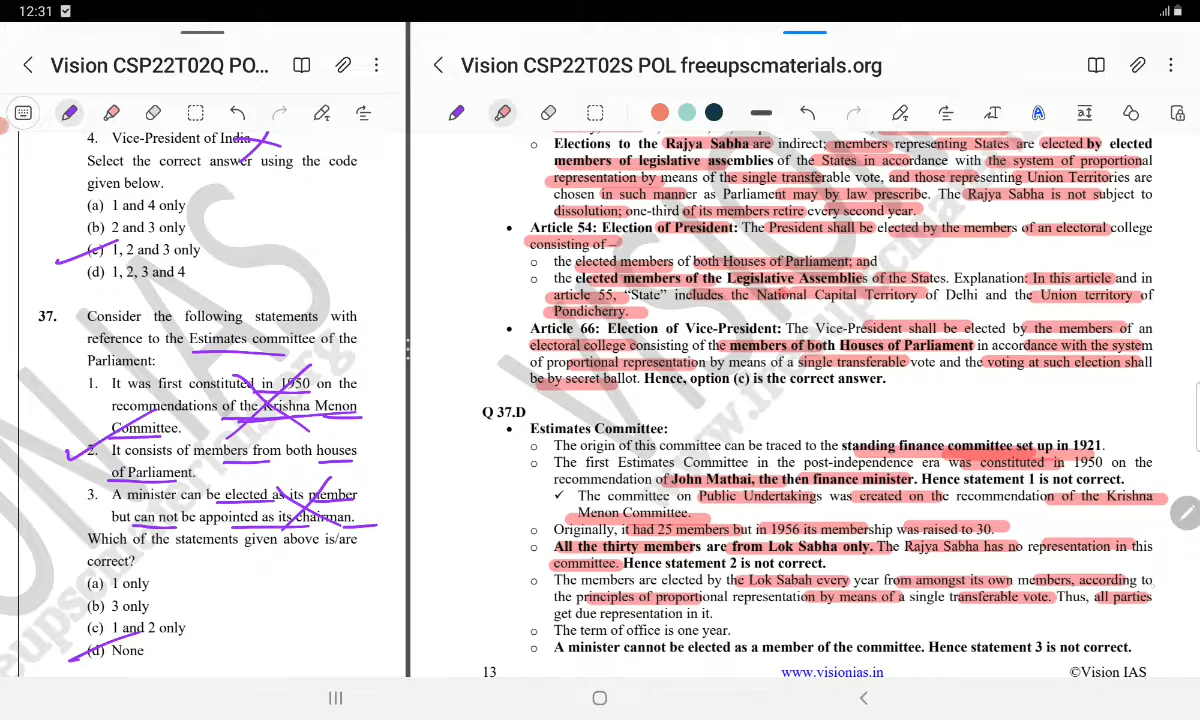 12:31
Vision CSP22T02Q PO...
4. Vice-President of India
Select the correct answer using the code
given below.
(a) 1 and 4 only
(b) 2 and 3 only
(c) 1, 2 and 3 only
(d) 1, 2, 3 and 4
37. Consider the following statements with
reference to the Estimates committee of the
Parliament:
1. It was first constituted in 1950 on the
recommendations of the Krishna Menon
Committee.
2. It consists of members from both houses
of Parliament.
3. A minister can be elected as its member
but can not be appointed as its chairman.
Which of the statements given above is/are
correct?
(a) 1 only
(b) 3 only
(c) 1 and 2 only
(d) None
Vision CSP22T02S POL freeupscmaterials.org
o Elections to the Rajya Sabha are indirect; members representing States are elected by elected
members of legislative assemblies of the States in accordance with the system of proportional
representation by means of the single transferable vote, and those representing Union Territories are
chosen in such manner as Parliament may by law prescribe. The Rajya Sabha is not subject to
dissolution; one-third of its members retire every second year.
• Article 54: Election of President: The President shall be elected by the members of an electoral college
consisting of –
o the elected members of both Houses of Parliament; and
o the elected members of the Legislative Assemblies of the States. Explanation: In this article and in
article 55, “State” includes the National Capital Territory of Delhi and the Union territory of
Pondicherry.
• Article 66: Election of Vice-President: The Vice-President shall be elected by the members of an
electoral college consisting of the members of both Houses of Parliament in accordance with the system
of proportional representation by means of a single transferable vote and the voting at such election shall
be by secret ballot. Hence, option (c) is the correct answer.
Q 37.D
• Estimates Committee:
o The origin of this committee can be traced to the standing finance committee set up in 1921.
o The first Estimates Committee in the post-independence era was constituted in 1950 on the
recommendation of John Mathai, the then finance minister. Hence statement 1 is not correct.
✓ The committee on Public Undertakings was created on the recommendation of the Krishna
Menon Committee.
o Originally, it had 25 members but in 1956 its membership was raised to 30.
o All the thirty members are from Lok Sabha only. The Rajya Sabha has no representation in this
committee. Hence statement 2 is not correct.
o The members are elected by the Lok Sabah every year from amongst its own members, according to
the principles of proportional representation by means of a single transferable vote. Thus, all parties
get due representation in it.
o The term of office is one year.
o A minister cannot be elected as a member of the committee. Hence statement 3 is not correct.
13 www.visionias.in ©Vision IAS